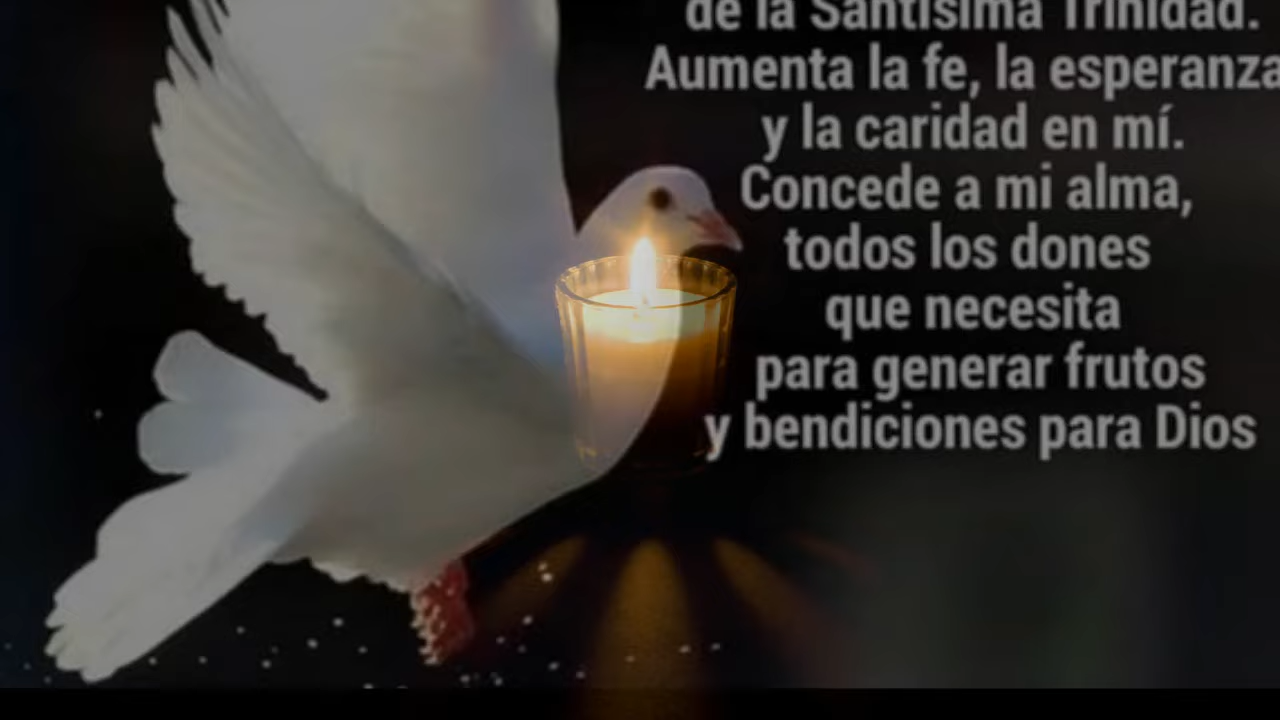 de la Santísima Trinidad.
Aumenta la fe, la esperanza
y la caridad en mí.
Concede a mi alma,
todos los dones
que necesita
para generar frutos
y bendiciones para Dios